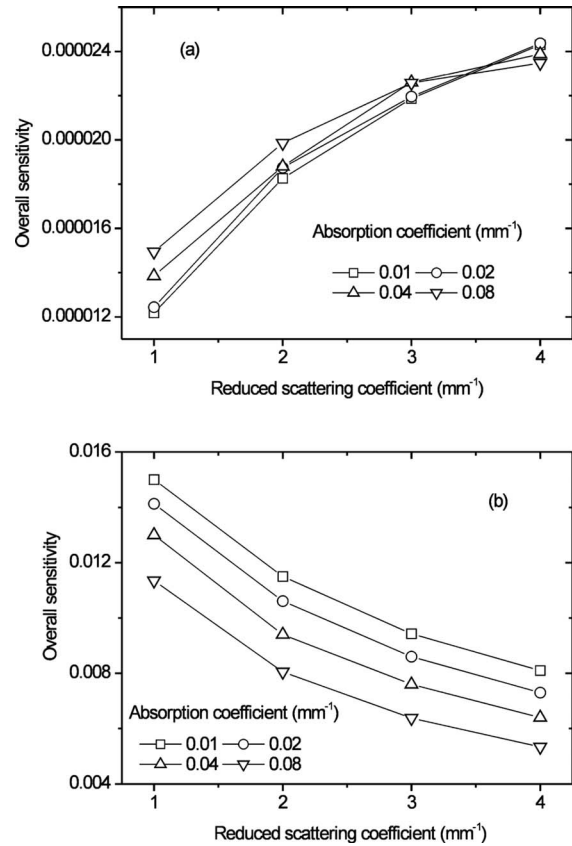 (a)
0.000024
0.000020
0.000016
0.000012
Overall sensitivity
Absorption coefficient (mm⁻¹)
0.01 0.02
0.04 0.08
1 2 3 4
Reduced scattering coefficient (mm⁻¹)
(b)
0.016
0.012
0.008
0.004
Overall sensitivity
Absorption coefficient (mm⁻¹)
0.01 0.02
0.04 0.08
1 2 3 4
Reduced scattering coefficient (mm⁻¹)